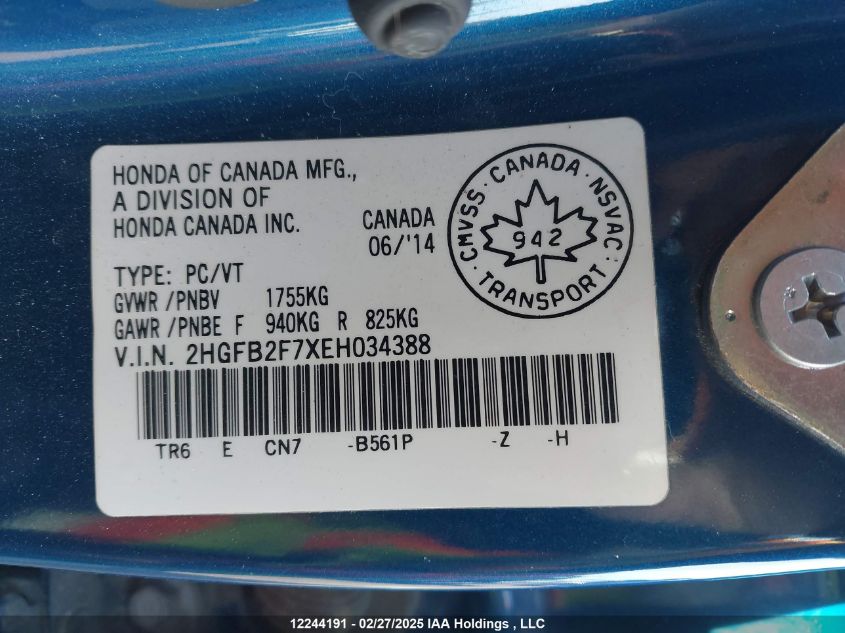 HONDA OF CANADA MFG.,
A DIVISION OF
HONDA CANADA INC.
CANADA
06/'14
CMVSS · CANADA · NSVAC ·
942
TRANSPORT
TYPE: PC/VT
GVWR /PNBV 1755KG
GAWR /PNBE F 940KG R 825KG
V.I.N. 2HGFB2F7XEH034388
TR6 E CN7 -B561P -Z -H
12244191 - 02/27/2025 IAA Holdings , LLC